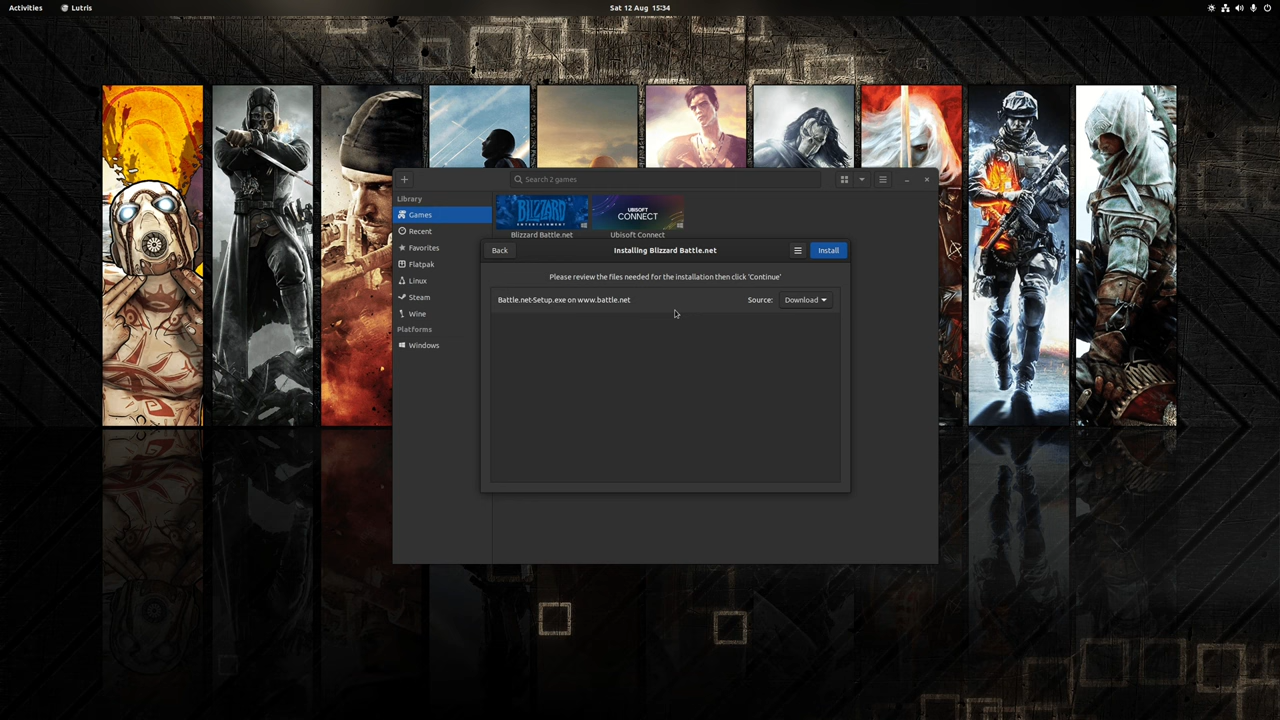 Activities
Lutris
Sat 12 Aug 15:34
Search 2 games
Library
Games
Recent
Favorites
Flatpak
Linux
Steam
Wine
Platforms
Windows
BLIZZARD
ENTERTAINMENT
UBISOFT
CONNECT
Blizzard Battle.net
Ubisoft Connect
Back
Installing Blizzard Battle.net
Install
Please review the files needed for the installation then click 'Continue'
Battle.net-Setup.exe on www.battle.net
Source:
Download